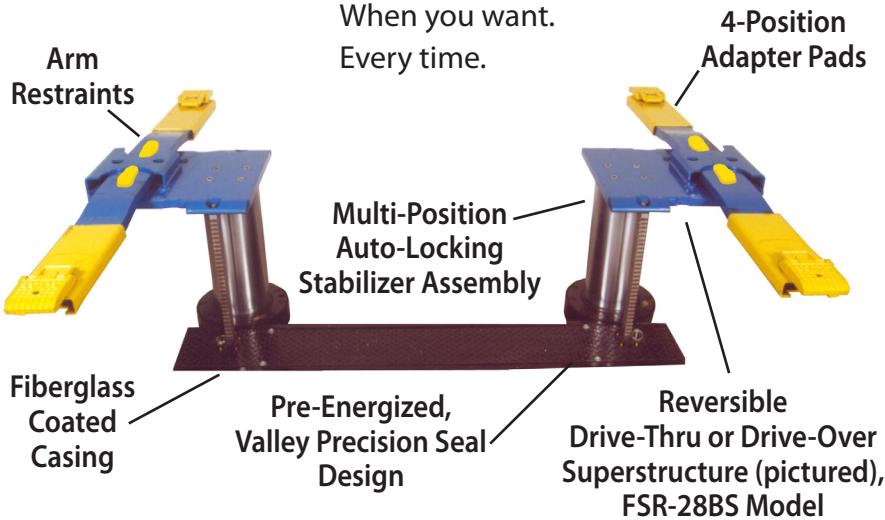 When you want.
Every time.
Arm
Restraints
4-Position
Adapter Pads
Multi-Position
Auto-Locking
Stabilizer Assembly
Fiberglass
Coated
Casing
Pre-Energized,
Valley Precision Seal
Design
Reversible
Drive-Thru or Drive-Over
Superstructure (pictured),
FSR-28BS Model